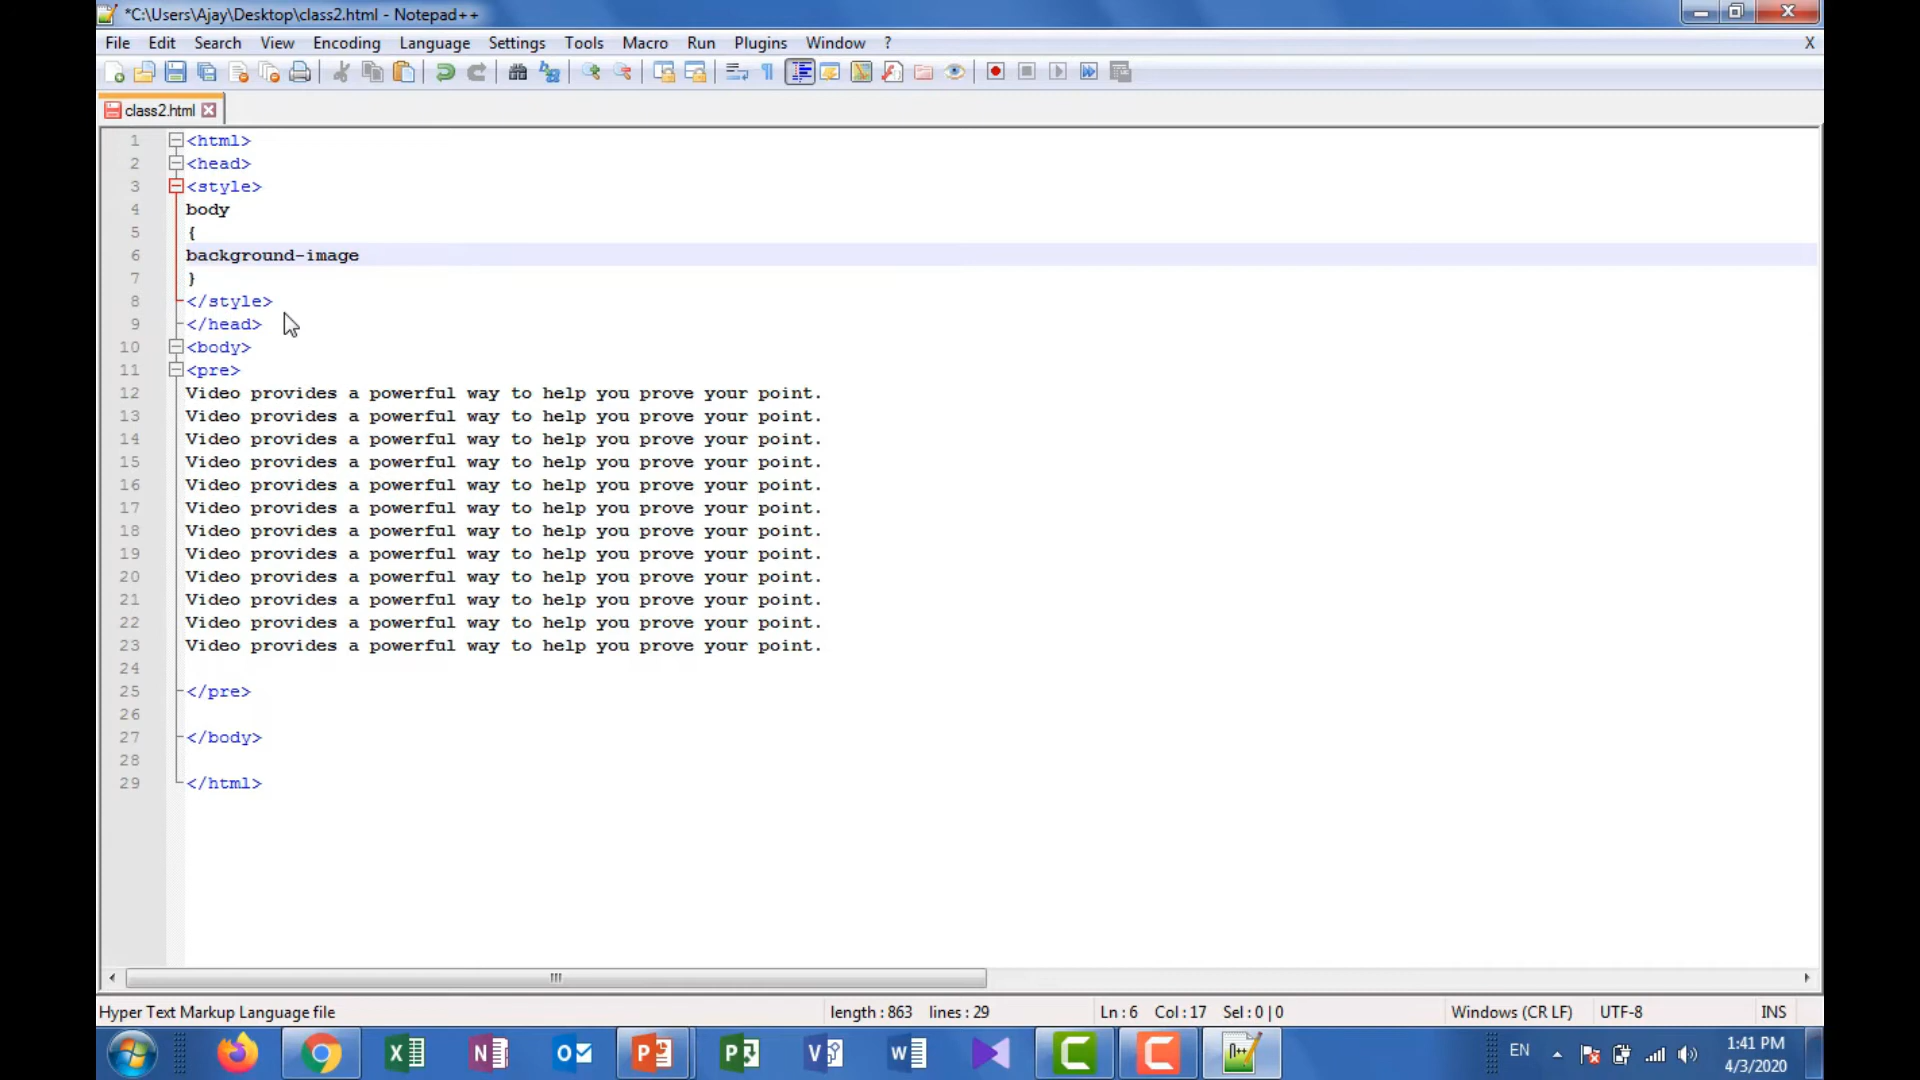 *C:\Users\Ajay\Desktop\class2.html - Notepad++
File Edit Search View Encoding Language Settings Tools Macro Run Plugins Window ? X
class2.html
1 <html>
2 <head>
3 <style>
4 body
5 {
6 background-image
7 }
8 </style>
9 </head>
10 <body>
11 <pre>
12 Video provides a powerful way to help you prove your point.
13 Video provides a powerful way to help you prove your point.
14 Video provides a powerful way to help you prove your point.
15 Video provides a powerful way to help you prove your point.
16 Video provides a powerful way to help you prove your point.
17 Video provides a powerful way to help you prove your point.
18 Video provides a powerful way to help you prove your point.
19 Video provides a powerful way to help you prove your point.
20 Video provides a powerful way to help you prove your point.
21 Video provides a powerful way to help you prove your point.
22 Video provides a powerful way to help you prove your point.
23 Video provides a powerful way to help you prove your point.
24
25 </pre>
26
27 </body>
28
29 </html>
Hyper Text Markup Language file length : 863 lines : 29 Ln : 6 Col : 17 Sel : 0 | 0 Windows (CR LF) UTF-8 INS
EN 1:41 PM
4/3/2020